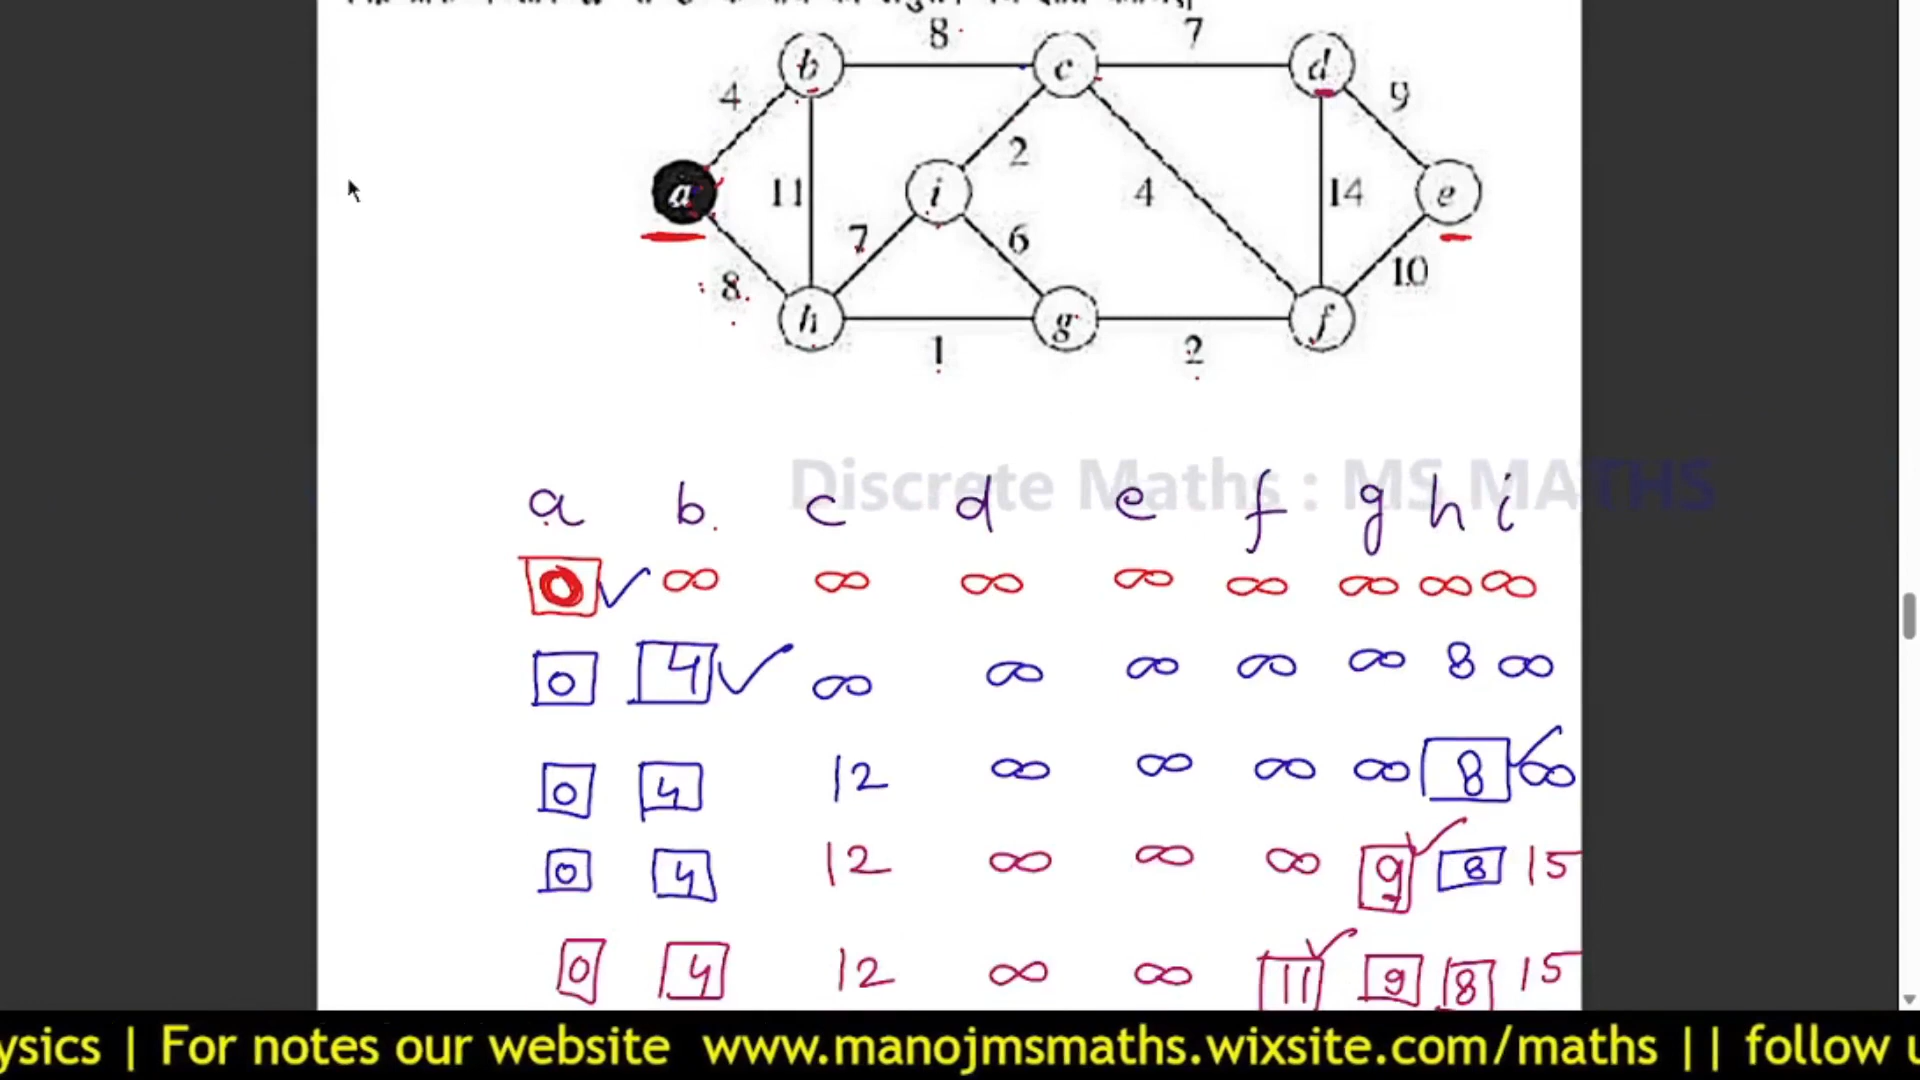 8 7
b c d
4 9
2
a 11 i 4 14 e
7 6
8 10
h g f
1 2
Discrete Maths : MS MATHS
a b c d e f g h i
0 ∞ ∞ ∞ ∞ ∞ ∞ ∞ ∞
0 4 ∞ ∞ ∞ ∞ ∞ 8 ∞
0 4 12 ∞ ∞ ∞ ∞ 8 ∞
0 4 12 ∞ ∞ ∞ 9 8 15
0 4 12 ∞ ∞ 11 9 8 15
ysics | For notes our website www.manojmsmaths.wixsite.com/maths || follow u